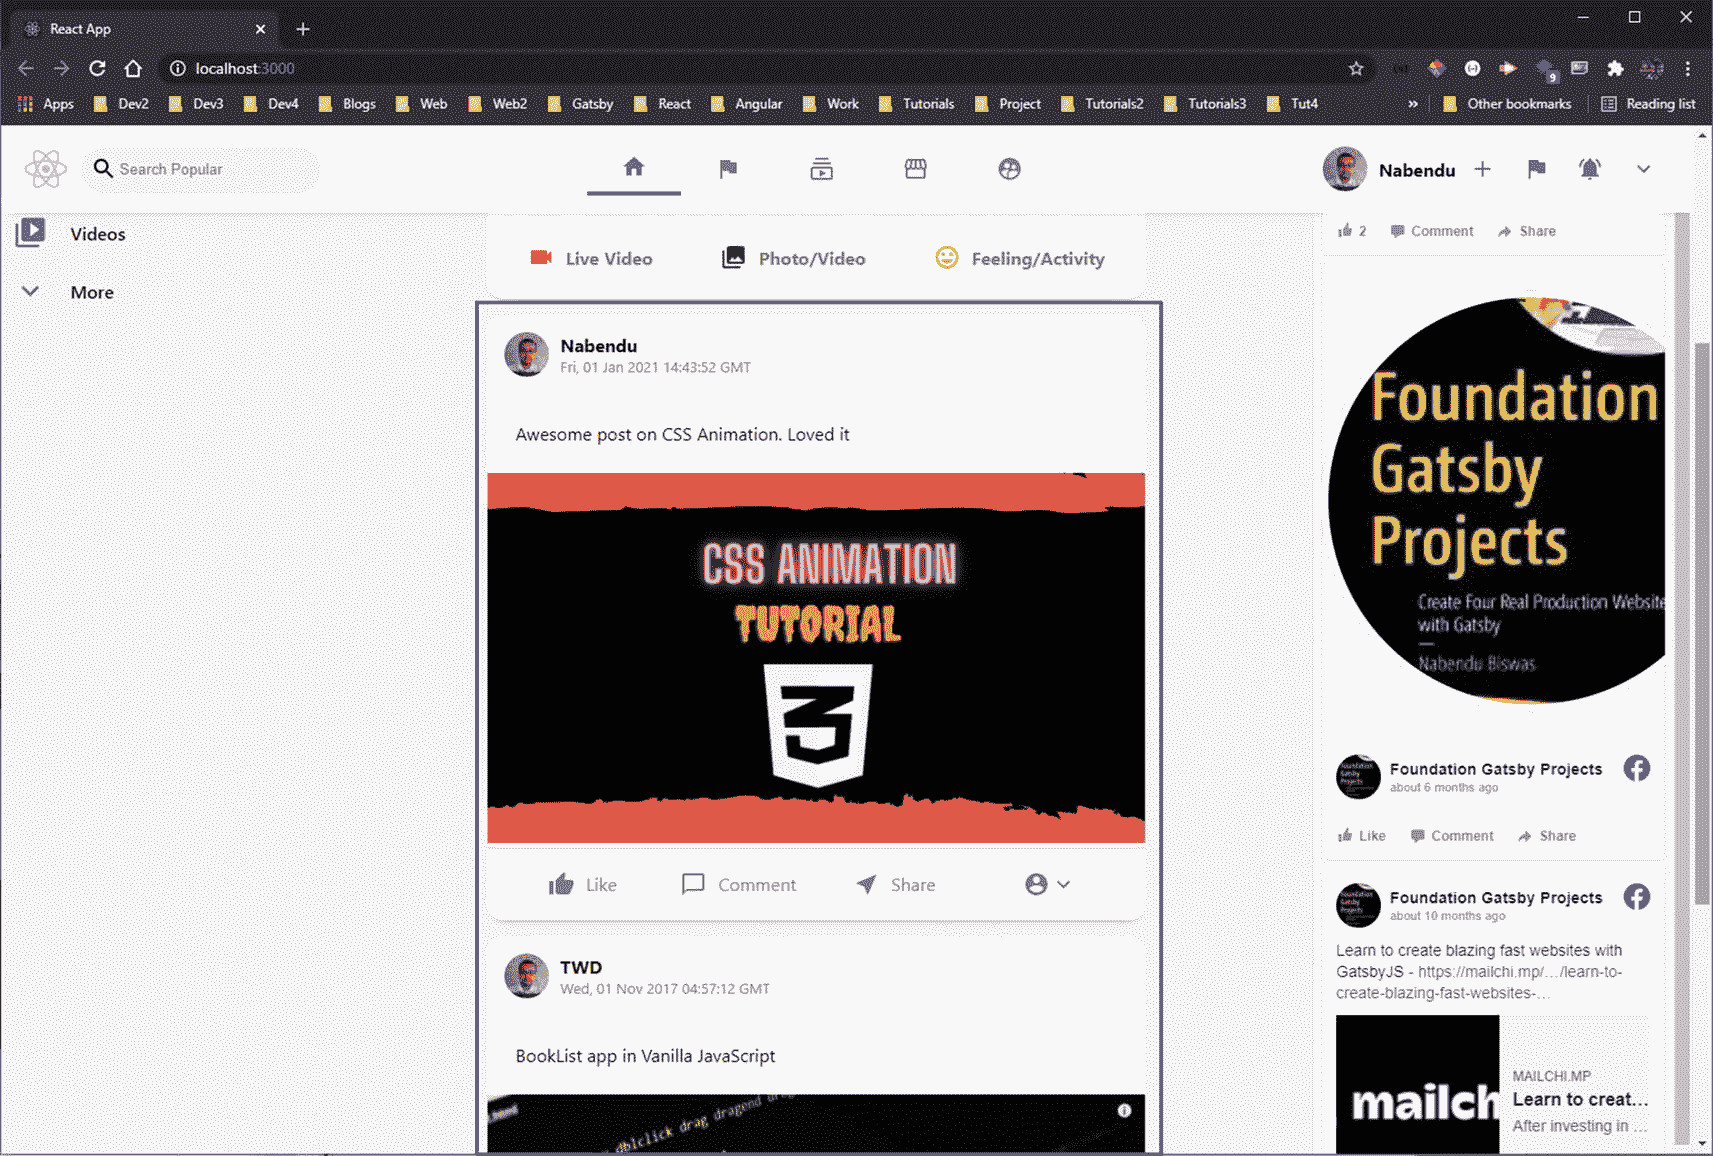 React App
localhost:3000
9
Apps Dev2 Dev3 Dev4 Blogs Web Web2 Gatsby React Angular Work Tutorials Project Tutorials2 Tutorials3 Tut4 » Other bookmarks Reading list
Search Popular
Nabendu
Videos
More
Live Video Photo/Video Feeling/Activity
Nabendu
Fri, 01 Jan 2021 14:43:52 GMT
Awesome post on CSS Animation. Loved it
CSS ANIMATION
TUTORIAL
3
Like Comment Share
TWD
Wed, 01 Nov 2017 04:57:12 GMT
BookList app in Vanilla JavaScript
dblclick drag dragend
2 Comment Share
Foundation
Gatsby
Projects
Create Four Real Production Website
with Gatsby
Nabendu Biswas
Foundation Gatsby Projects
about 6 months ago
Like Comment Share
Foundation Gatsby Projects
about 10 months ago
Learn to create blazing fast websites with
GatsbyJS - https://mailchi.mp/…/learn-to-
create-blazing-fast-websites-…
mailch
MAILCHI.MP
Learn to creat...
After investing in ...